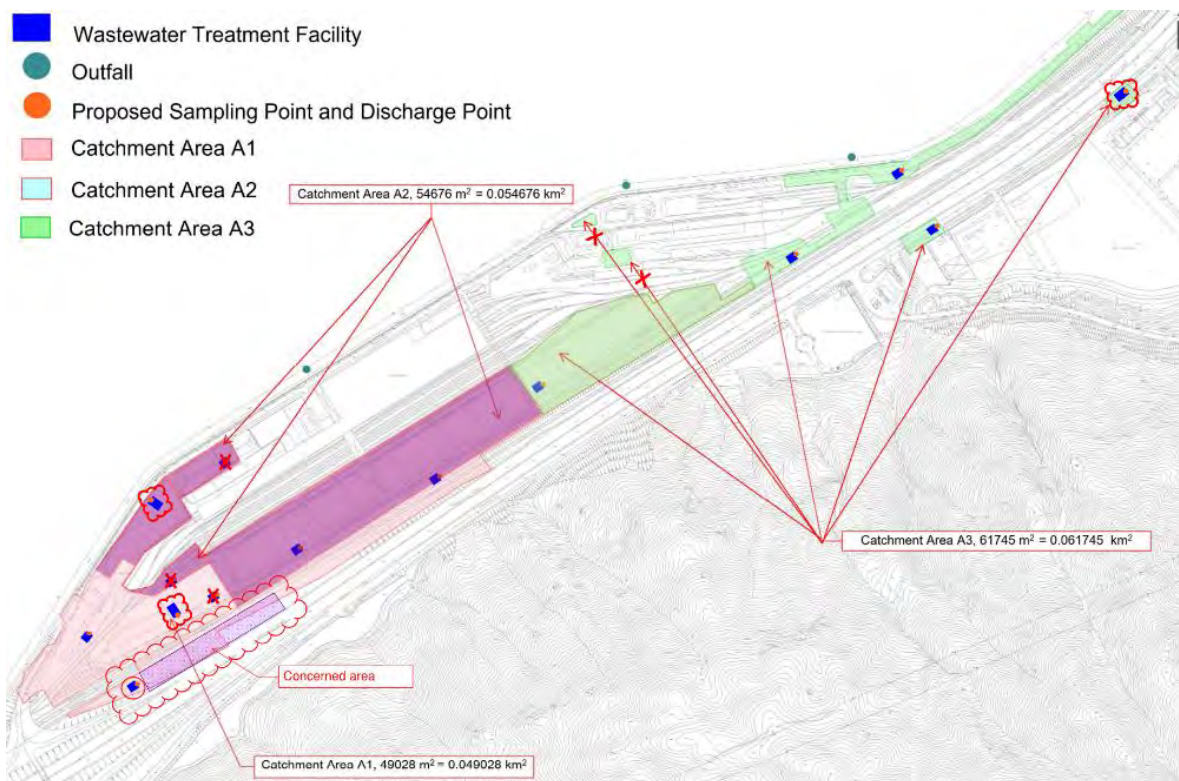 Wastewater Treatment Facility
Outfall
Proposed Sampling Point and Discharge Point
Catchment Area A1
Catchment Area A2
Catchment Area A3
Catchment Area A2, 54676 m² = 0.054676 km²
Catchment Area A3, 61745 m² = 0.061745 km²
Concerned area
Catchment Area A1, 49028 m² = 0.049028 km²